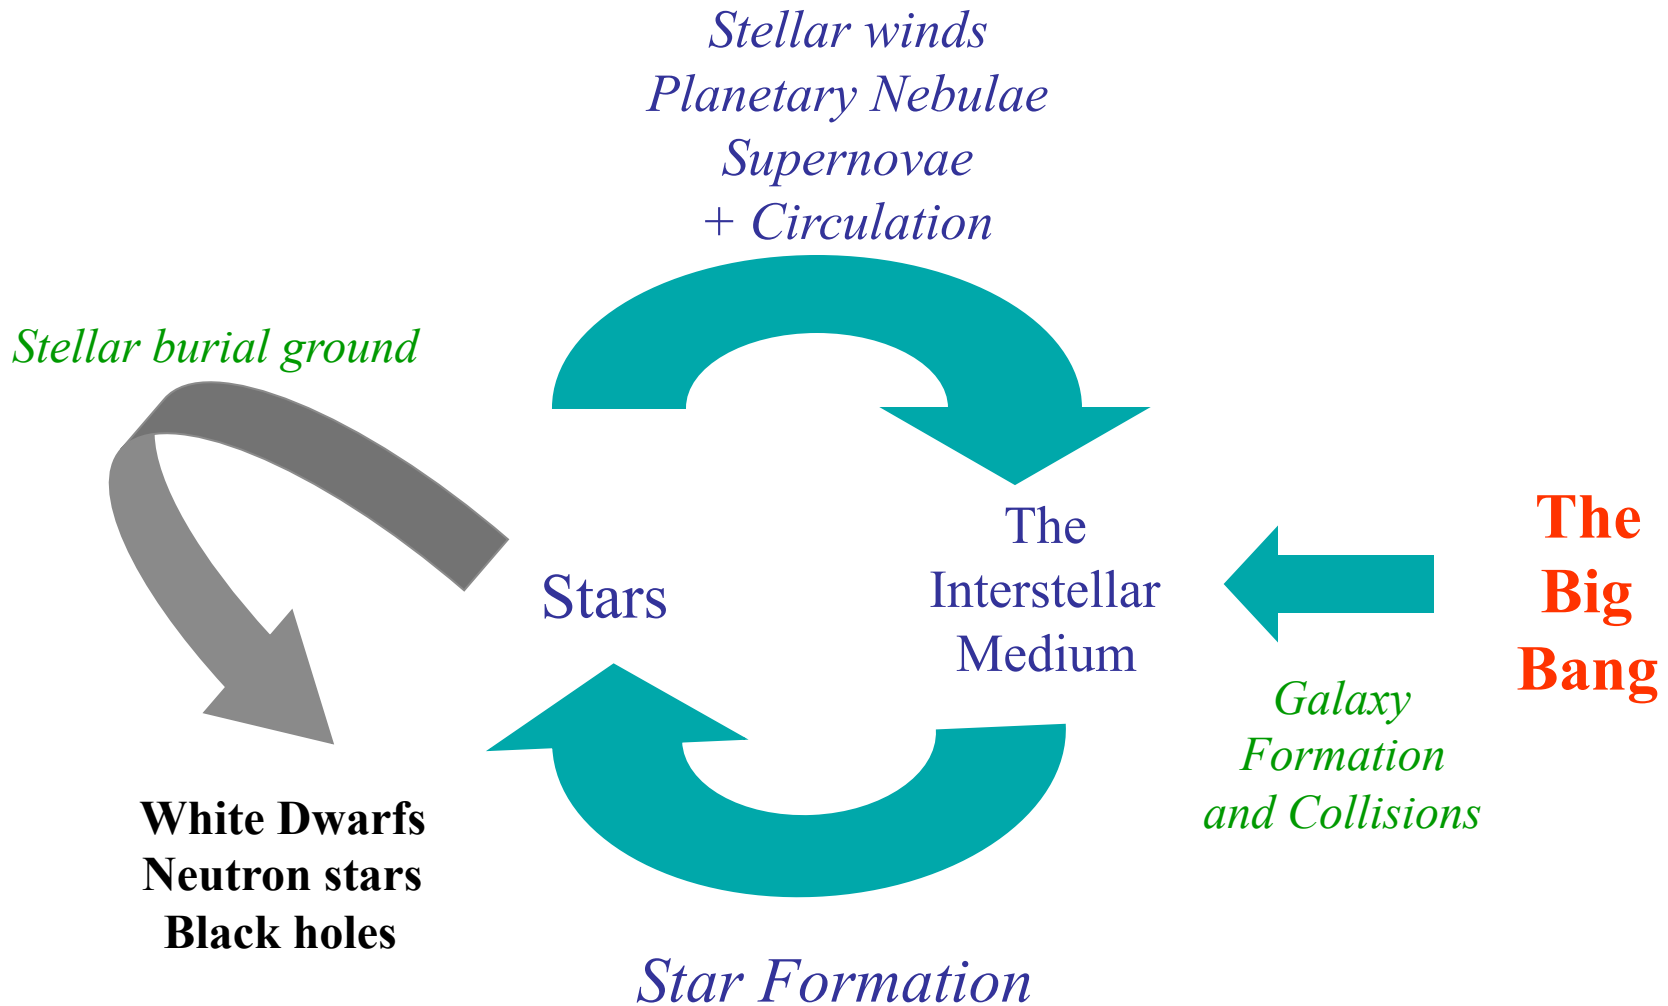 Stellar winds
Planetary Nebulae
Supernovae
+ Circulation
Stellar burial ground
Stars
The
Interstellar
Medium
The
Big
Bang
Galaxy
Formation
and Collisions
White Dwarfs
Neutron stars
Black holes
Star Formation